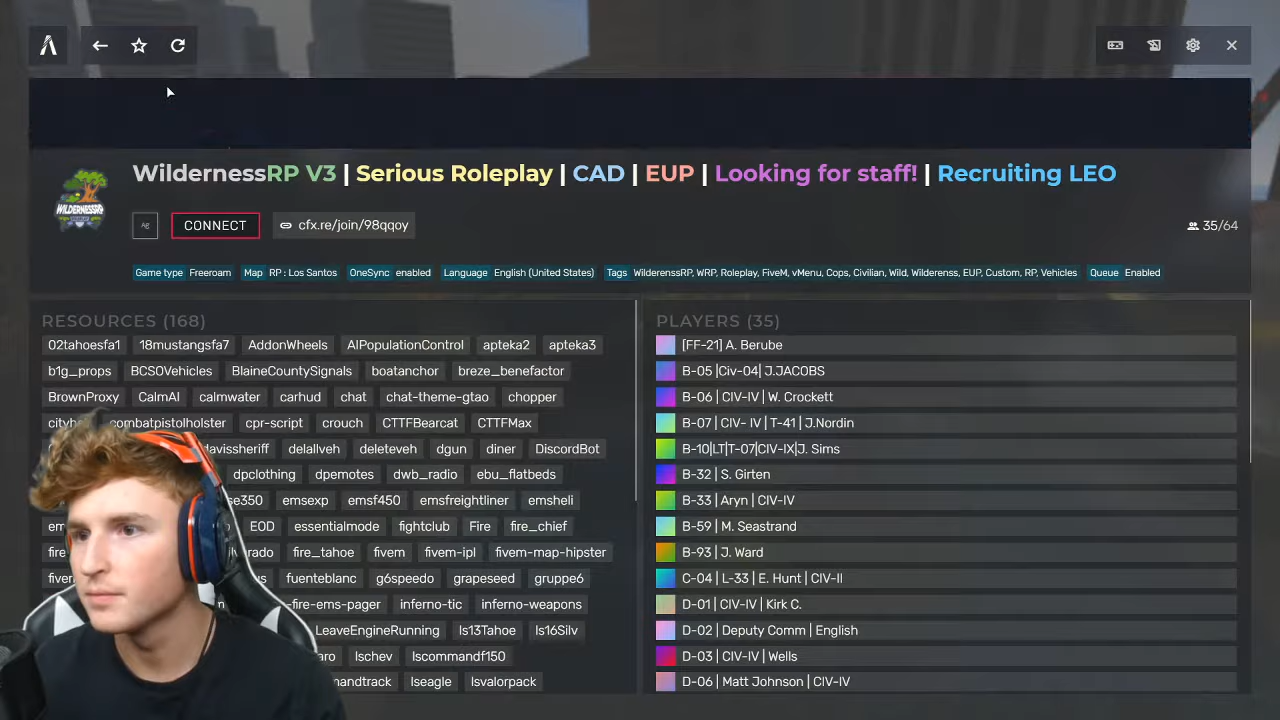 WildernessRP V3 | Serious Roleplay | CAD | EUP | Looking for staff! | Recruiting LEO
WILDERNESSRP
CONNECT cfx.re/join/98qqoy 35/64
Game type Freeroam Map RP : Los Santos OneSync enabled Language English (United States) Tags WilderenssRP, WRP, Roleplay, FiveM, vMenu, Cops, Civilian, Wild, Wilderenss, EUP, Custom, RP, Vehicles Queue Enabled
RESOURCES (168)
02tahoesfa1 18mustangsfa7 AddonWheels AIPopulationControl apteka2 apteka3
b1g_props BCSOVehicles BlaineCountySignals boatanchor breze_benefactor
BrownProxy CalmAI calmwater carhud chat chat-theme-gtao chopper
combatpistolholster cpr-script crouch CTTFBearcat CTTFMax
davissheriff delallveh deleteveh dgun diner DiscordBot
dpclothing dpemotes dwb_radio ebu_flatbeds
emsexp emsf450 emsfreightliner emsheli
EOD essentialmode fightclub Fire fire_chief
fire_tahoe fivem fivem-ipl fivem-map-hipster
fuenteblanc g6speedo grapeseed gruppe6
-fire-ems-pager inferno-tic inferno-weapons
LeaveEngineRunning ls13Tahoe ls16Silv
lschev lscommandf150
lseagle lsvalorpack
PLAYERS (35)
[FF-21] A. Berube
B-05 |Civ-04| J.JACOBS
B-06 | CIV-IV | W. Crockett
B-07 | CIV- IV | T-41 | J.Nordin
B-10|LT|T-07|CIV-IX|J. Sims
B-32 | S. Girten
B-33 | Aryn | CIV-IV
B-59 | M. Seastrand
B-93 | J. Ward
C-04 | L-33 | E. Hunt | CIV-II
D-01 | CIV-IV | Kirk C.
D-02 | Deputy Comm | English
D-03 | CIV-IV | Wells
D-06 | Matt Johnson | CIV-IV